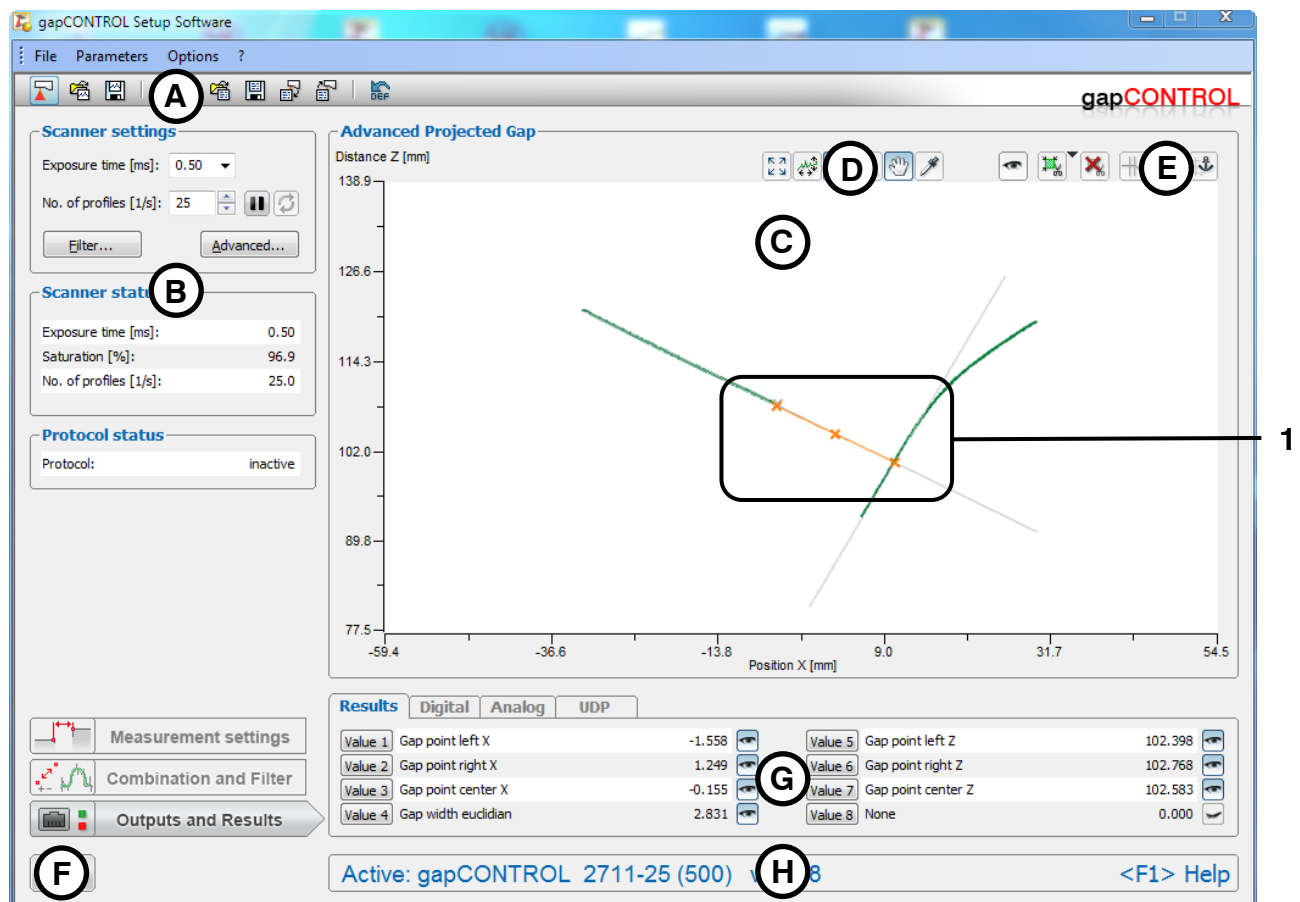 gapCONTROL Setup Software
File Parameters Options ?
A
DEF
gapCONTROL
Scanner settings
Exposure time [ms]: 0.50
No. of profiles [1/s]: 25
Filter... Advanced...
B
Scanner
Exposure time [ms]: 0.50
Saturation [%]: 96.9
No. of profiles [1/s]: 25.0
Protocol status
Protocol: inactive
Advanced Projected Gap
Distance Z [mm]
D
E
C
138.9
126.6
114.3
102.0
89.8
77.5
1
-59.4 -36.6 -13.8 9.0 31.7 54.5
Position X [mm]
Measurement settings
Combination and Filter
Outputs and Results
F
Results Digital Analog UDP
Value 1 Gap point left X -1.558 Value 5 Gap point left Z 102.398
Value 2 Gap point right X 1.249 Value 6 Gap point right Z 102.768
Value 3 Gap point center X -0.155 Value 7 Gap point center Z 102.583
Value 4 Gap width euclidian 2.831 Value 8 None 0.000
G
Active: gapCONTROL 2711-25 (500) H 8 <F1> Help